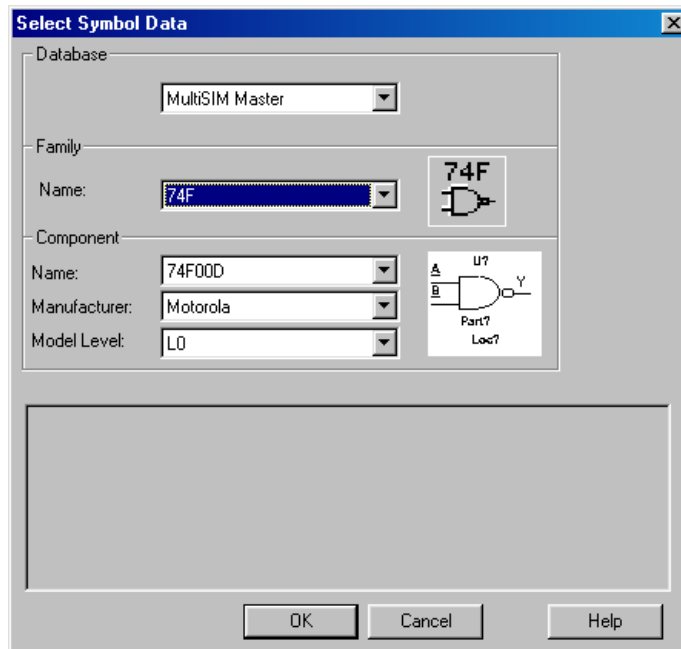 Select Symbol Data
Database
MultiSIM Master
Family
Name:
74F
74F
Component
Name:
74F00D
Manufacturer:
Motorola
Model Level:
L0
U?
A
B
Y
Part?
Loc?
OK
Cancel
Help